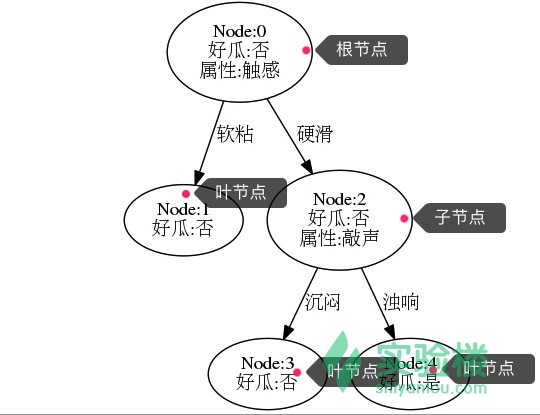 Node:0
好瓜:否
属性:触感
根节点
软粘
硬滑
叶节点
Node:1
好瓜:否
Node:2
好瓜:否
属性:敲声
子节点
沉闷
浊响
Node:3
好瓜:否
叶节点
Node:4
好瓜:是
叶节点
实验楼
shiyanlou.com